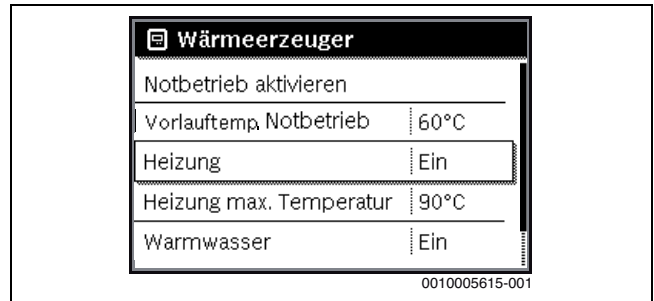 Wärmeerzeuger
Notbetrieb aktivieren
Vorlauftemp. Notbetrieb 60°C
Heizung Ein
Heizung max. Temperatur 90°C
Warmwasser Ein
0010005615-001